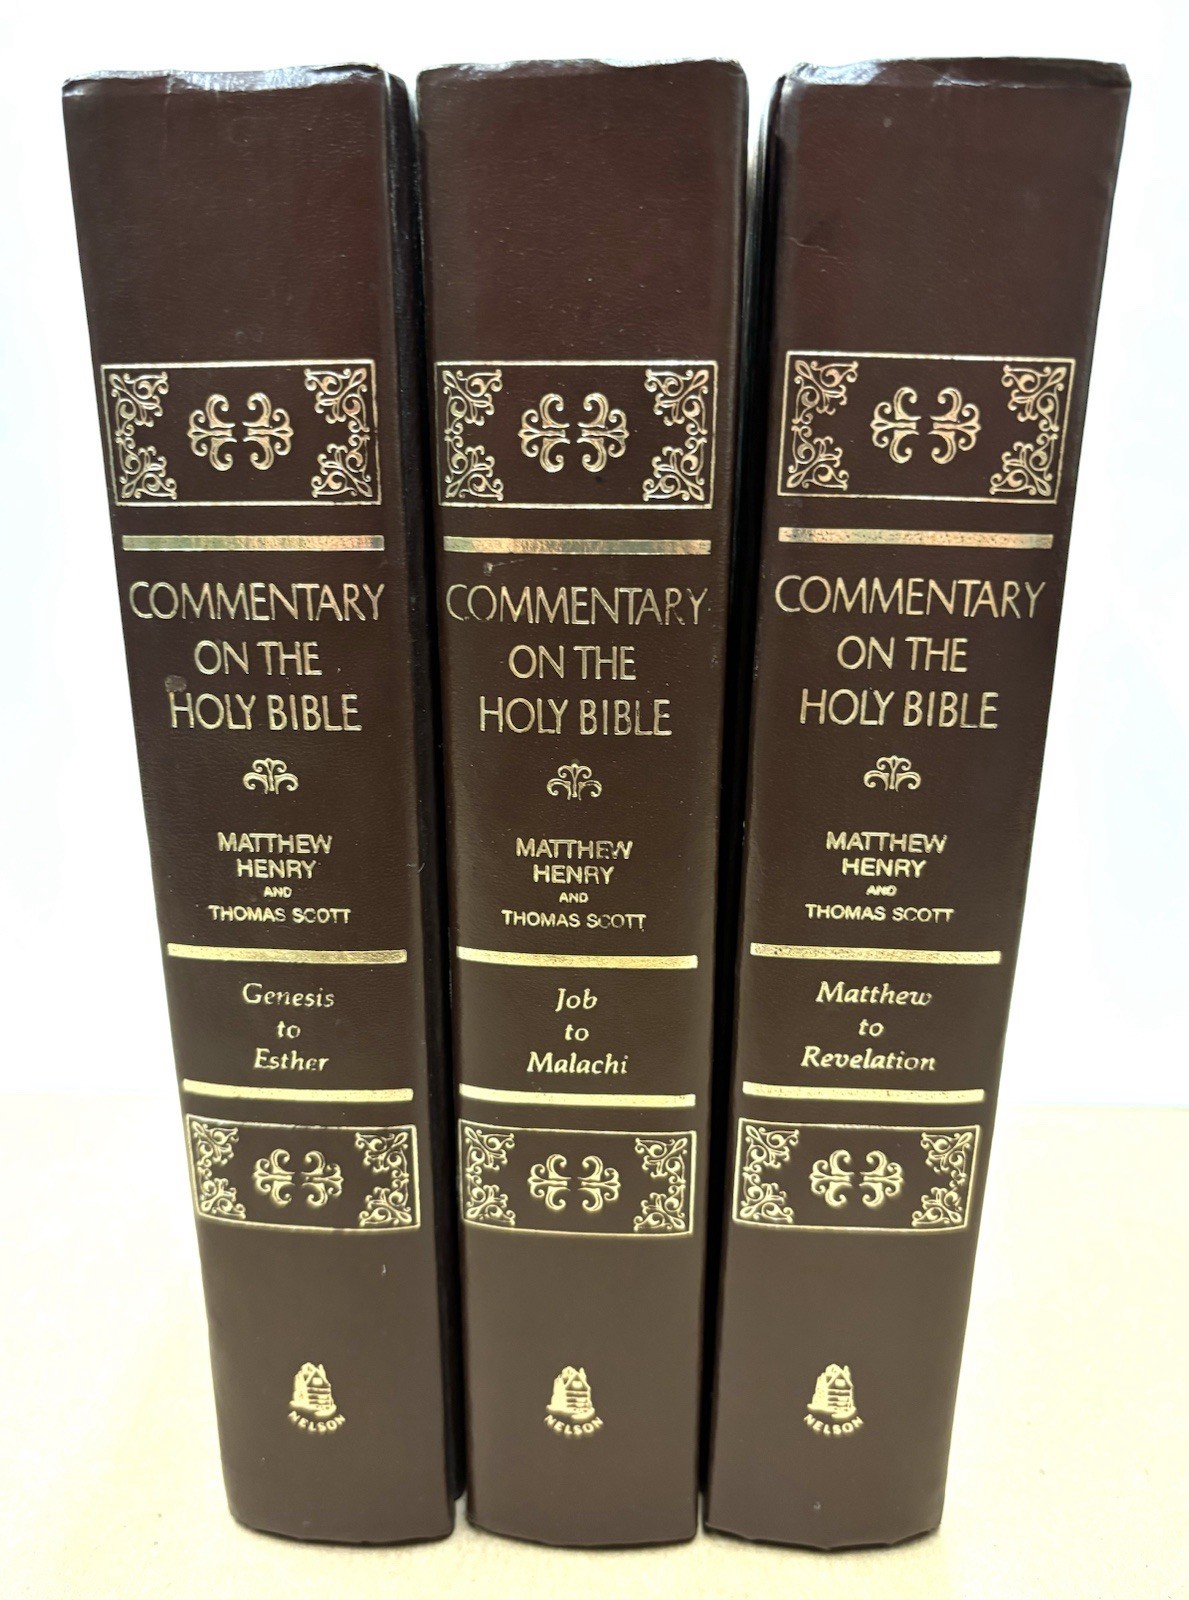 COMMENTARY
ON THE
HOLY BIBLE
MATTHEW
HENRY
AND
THOMAS SCOTT
Genesis
to
Esther
NELSON
COMMENTARY
ON THE
HOLY BIBLE
MATTHEW
HENRY
AND
THOMAS SCOTT
Job
to
Malachi
NELSON
COMMENTARY
ON THE
HOLY BIBLE
MATTHEW
HENRY
AND
THOMAS SCOTT
Matthew
to
Revelation
NELSON